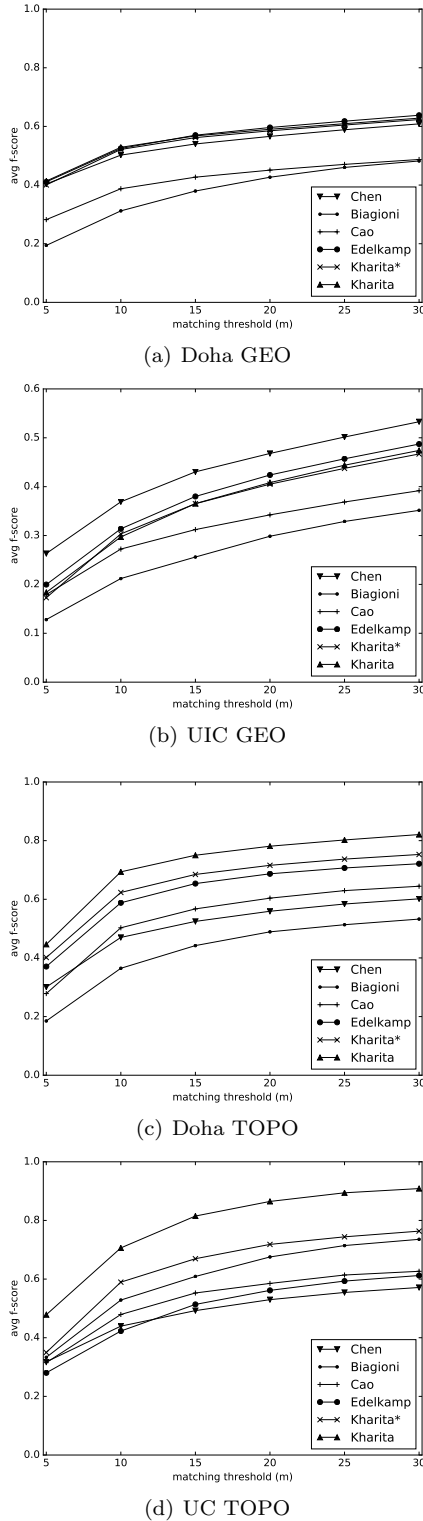 1.0
0.8
0.6
0.4
0.2
0.0
avg f-score
5 10 15 20 25 30
matching threshold (m)
Chen
Biagioni
Cao
Edelkamp
Kharita*
Kharita
(a) Doha GEO
0.6
0.5
0.4
0.3
0.2
0.1
0.0
avg f-score
5 10 15 20 25 30
matching threshold (m)
Chen
Biagioni
Cao
Edelkamp
Kharita*
Kharita
(b) UIC GEO
1.0
0.8
0.6
0.4
0.2
0.0
avg f-score
5 10 15 20 25 30
matching threshold (m)
Chen
Biagioni
Cao
Edelkamp
Kharita*
Kharita
(c) Doha TOPO
1.0
0.8
0.6
0.4
0.2
0.0
avg f-score
5 10 15 20 25 30
matching threshold (m)
Chen
Biagioni
Cao
Edelkamp
Kharita*
Kharita
(d) UC TOPO